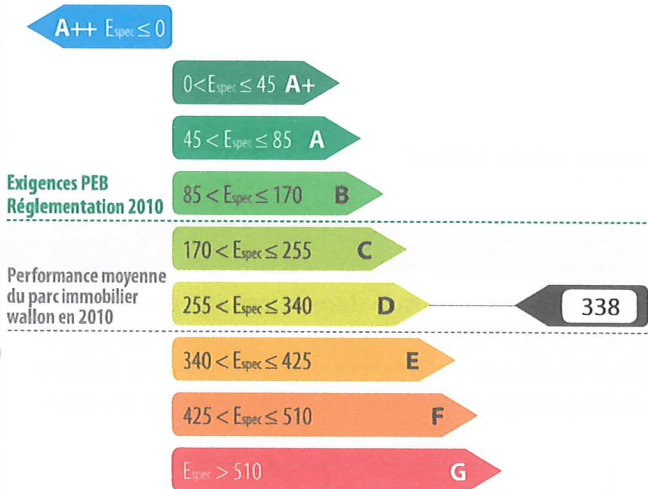 A++ Espec ≤ 0
0 < Espec ≤ 45 A+
45 < Espec ≤ 85 A
Exigences PEB
Réglementation 2010
85 < Espec ≤ 170 B
170 < Espec ≤ 255 C
Performance moyenne
du parc immobilier
wallon en 2010
255 < Espec ≤ 340 D
338
340 < Espec ≤ 425 E
425 < Espec ≤ 510 F
Espec > 510 G